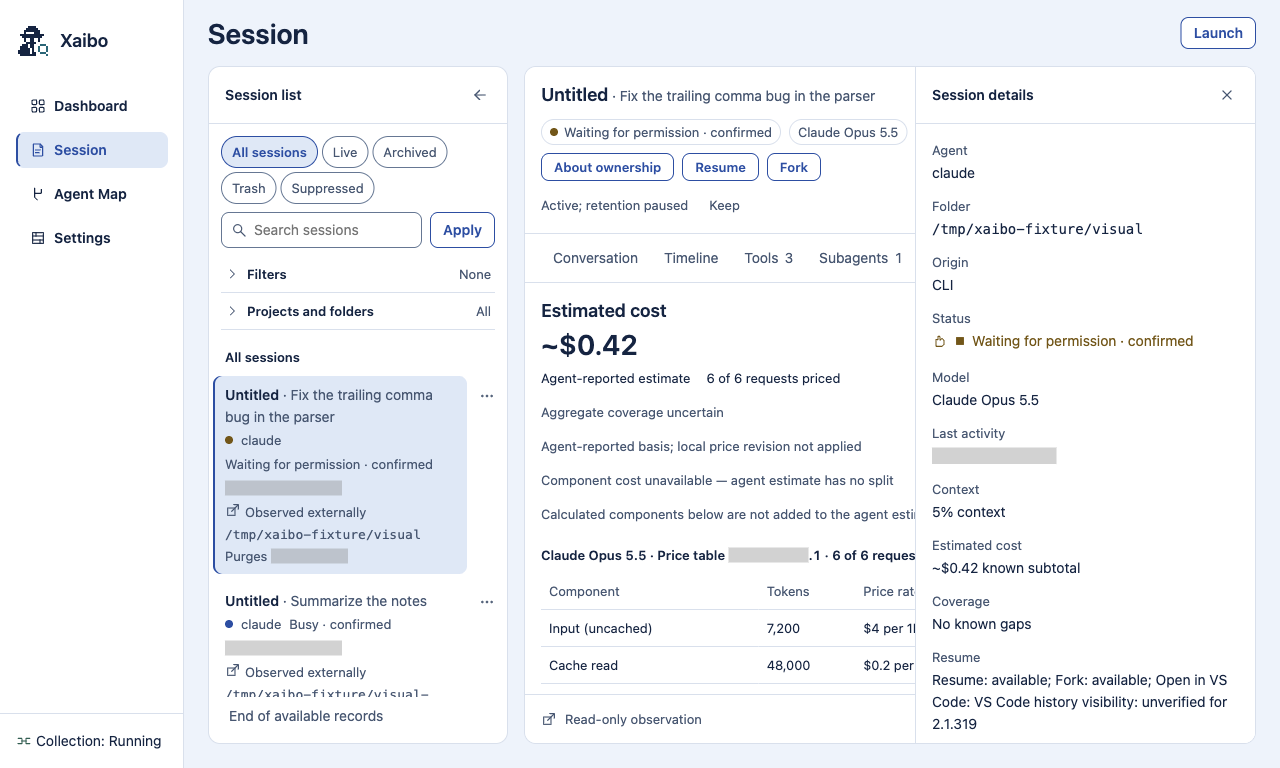 Xaibo
Dashboard
Session
Agent Map
Settings
Collection: Running
Session
Launch
Session list
All sessions
Live
Archived
Trash
Suppressed
Search sessions
Apply
Filters
None
Projects and folders
All
All sessions
Untitled · Fix the trailing comma
bug in the parser
claude
Waiting for permission · confirmed
Observed externally
/tmp/xaibo-fixture/visual
Purges
Untitled · Summarize the notes
claude Busy · confirmed
Observed externally
/tmp/xaibo-fixture/visual-
End of available records
Untitled · Fix the trailing comma bug in the parser
Waiting for permission · confirmed
Claude Opus 5.5
About ownership
Resume
Fork
Active; retention paused
Keep
Conversation
Timeline
Tools 3
Subagents 1
Estimated cost
~$0.42
Agent-reported estimate
6 of 6 requests priced
Aggregate coverage uncertain
Agent-reported basis; local price revision not applied
Component cost unavailable — agent estimate has no split
Calculated components below are not added to the agent esti
Claude Opus 5.5 · Price table .1 · 6 of 6 reques
Component Tokens Price rat
Input (uncached) 7,200 $4 per 1
Cache read 48,000 $0.2 per
Read-only observation
Session details
Agent
claude
Folder
/tmp/xaibo-fixture/visual
Origin
CLI
Status
Waiting for permission · confirmed
Model
Claude Opus 5.5
Last activity
Context
5% context
Estimated cost
~$0.42 known subtotal
Coverage
No known gaps
Resume
Resume: available; Fork: available; Open in VS
Code: VS Code history visibility: unverified for
2.1.319